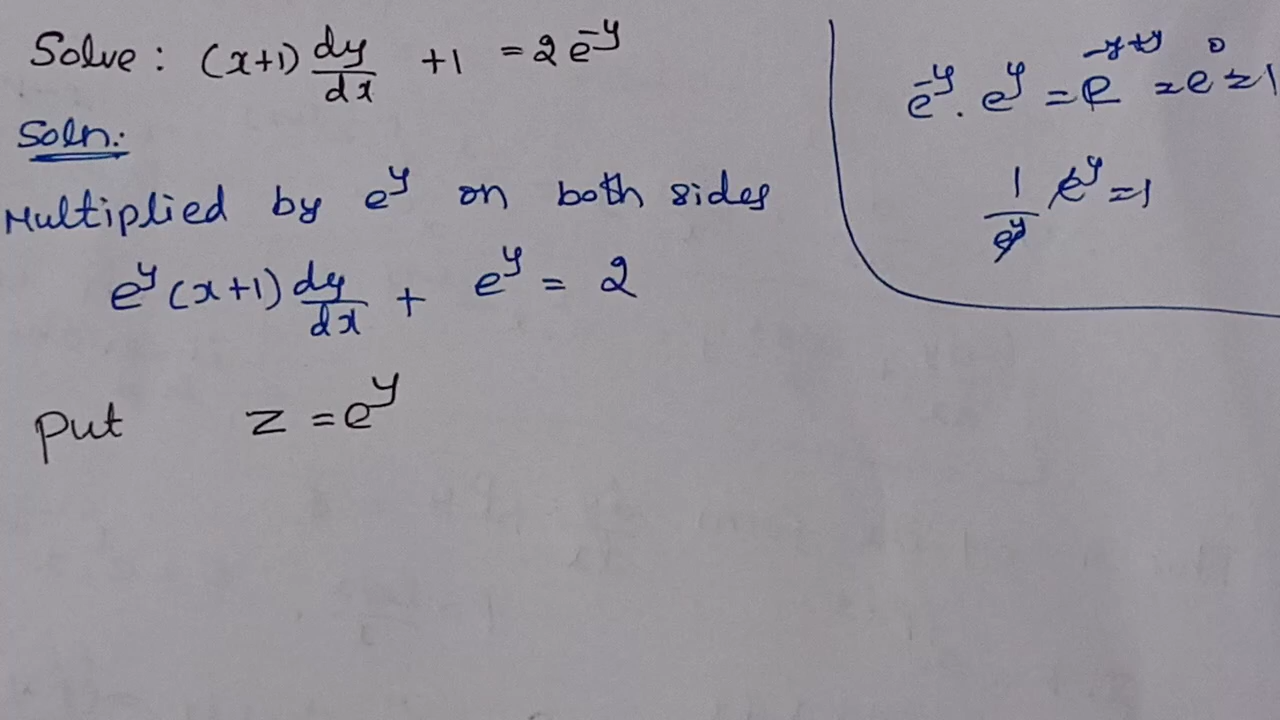 Solve: (x+1) dy/dx +1 = 2e^-y
Soln:
Multiplied by e^y on both sides
e^y (x+1) dy/dx + e^y = 2
Put z = e^y
e^-y . e^y = e^-y+y = e^0 = 1
1/e^y e^y = 1